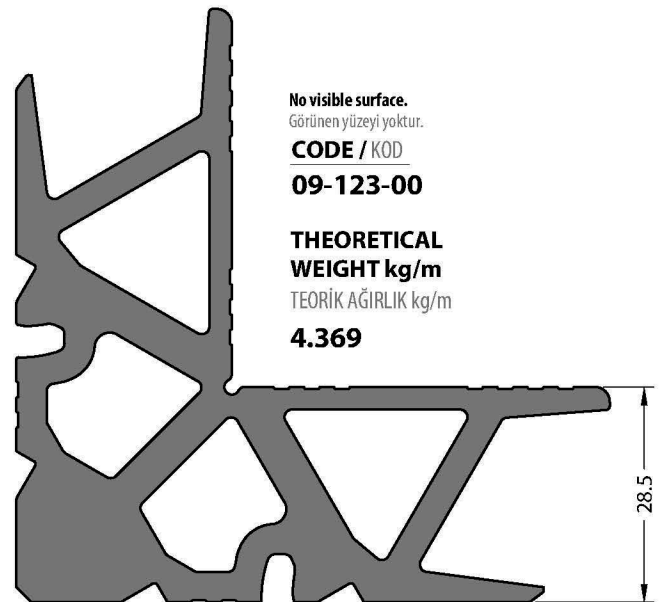 No visible surface.
Görünen yüzeyi yoktur.
CODE / KOD
09-123-00
THEORETICAL
WEIGHT kg/m
TEORİK AĞIRLIK kg/m
4.369
28.5